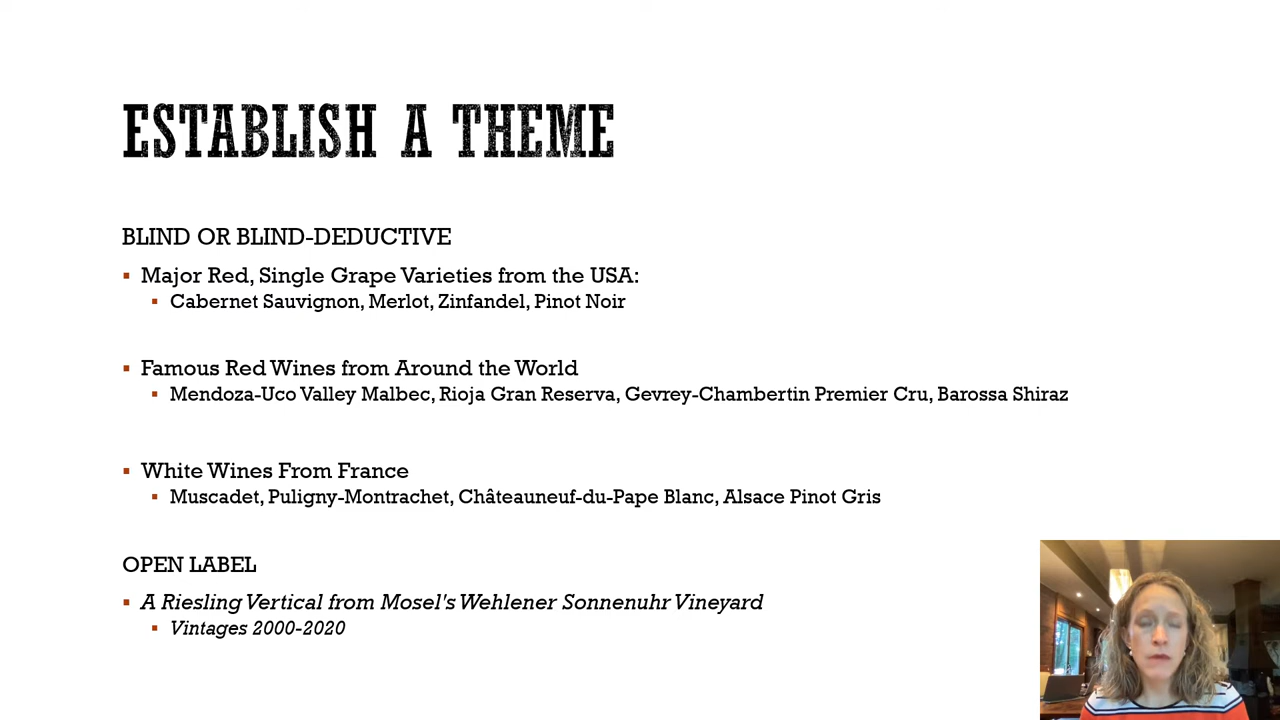 ESTABLISH A THEME
BLIND OR BLIND-DEDUCTIVE
▪ Major Red, Single Grape Varieties from the USA:
▪ Cabernet Sauvignon, Merlot, Zinfandel, Pinot Noir
▪ Famous Red Wines from Around the World
▪ Mendoza-Uco Valley Malbec, Rioja Gran Reserva, Gevrey-Chambertin Premier Cru, Barossa Shiraz
▪ White Wines From France
▪ Muscadet, Puligny-Montrachet, Châteauneuf-du-Pape Blanc, Alsace Pinot Gris
OPEN LABEL
▪ A Riesling Vertical from Mosel's Wehlener Sonnenuhr Vineyard
▪ Vintages 2000-2020